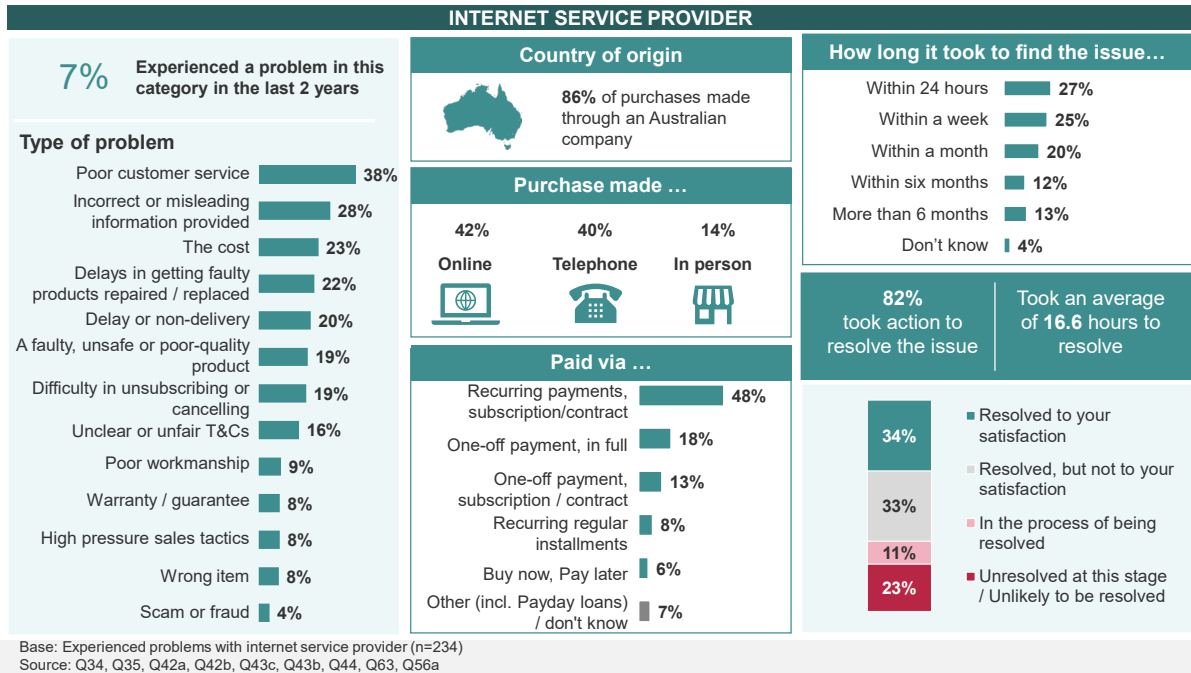 INTERNET SERVICE PROVIDER
7%
Experienced a problem in this
category in the last 2 years
Type of problem
Poor customer service
38%
Incorrect or misleading
information provided
28%
The cost
23%
Delays in getting faulty
products repaired / replaced
22%
Delay or non-delivery
20%
A faulty, unsafe or poor-quality
product
19%
Difficulty in unsubscribing or
cancelling
19%
Unclear or unfair T&Cs
16%
Poor workmanship
9%
Warranty / guarantee
8%
High pressure sales tactics
8%
Wrong item
8%
Scam or fraud
4%
Country of origin
86% of purchases made
through an Australian
company
Purchase made …
42%
40%
14%
Online
Telephone
In person
Paid via …
Recurring payments,
subscription/contract
48%
One-off payment, in full
18%
One-off payment,
subscription / contract
13%
Recurring regular
installments
8%
Buy now, Pay later
6%
Other (incl. Payday loans)
/ don't know
7%
How long it took to find the issue…
Within 24 hours
27%
Within a week
25%
Within a month
20%
Within six months
12%
More than 6 months
13%
Don’t know
4%
82%
took action to
resolve the issue
Took an average
of 16.6 hours to
resolve
34%
33%
11%
23%
Resolved to your
satisfaction
Resolved, but not to your
satisfaction
In the process of being
resolved
Unresolved at this stage
/ Unlikely to be resolved
Base: Experienced problems with internet service provider (n=234)
Source: Q34, Q35, Q42a, Q42b, Q43c, Q43b, Q44, Q63, Q56a